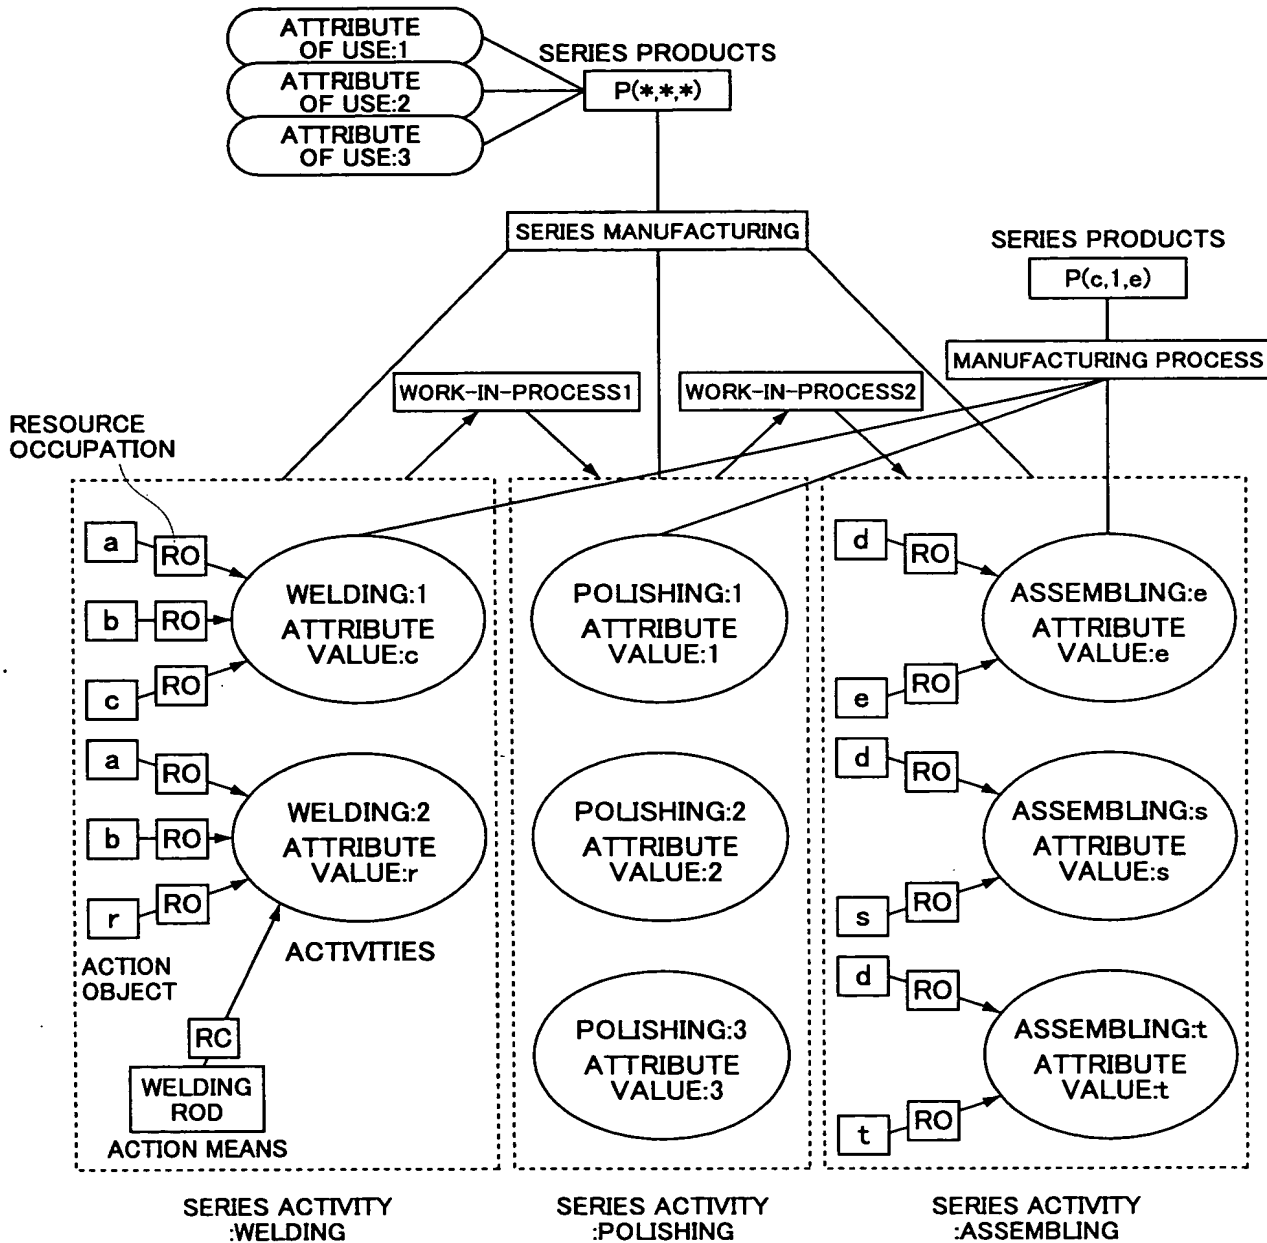 ATTRIBUTE
OF USE:1
ATTRIBUTE
OF USE:2
ATTRIBUTE
OF USE:3
SERIES PRODUCTS
P(*,*,*)
SERIES MANUFACTURING
SERIES PRODUCTS
P(c,1,e)
MANUFACTURING PROCESS
WORK-IN-PROCESS1
WORK-IN-PROCESS2
RESOURCE
OCCUPATION
a
RO
b
RO
c
RO
WELDING:1
ATTRIBUTE
VALUE:c
a
RO
b
RO
r
RO
WELDING:2
ATTRIBUTE
VALUE:r
ACTION
OBJECT
ACTIVITIES
RC
WELDING
ROD
ACTION MEANS
POLISHING:1
ATTRIBUTE
VALUE:1
POLISHING:2
ATTRIBUTE
VALUE:2
POLISHING:3
ATTRIBUTE
VALUE:3
d
RO
e
RO
ASSEMBLING:e
ATTRIBUTE
VALUE:e
d
RO
s
RO
ASSEMBLING:s
ATTRIBUTE
VALUE:s
d
RO
t
RO
ASSEMBLING:t
ATTRIBUTE
VALUE:t
SERIES ACTIVITY
:WELDING
SERIES ACTIVITY
:POLISHING
SERIES ACTIVITY
:ASSEMBLING